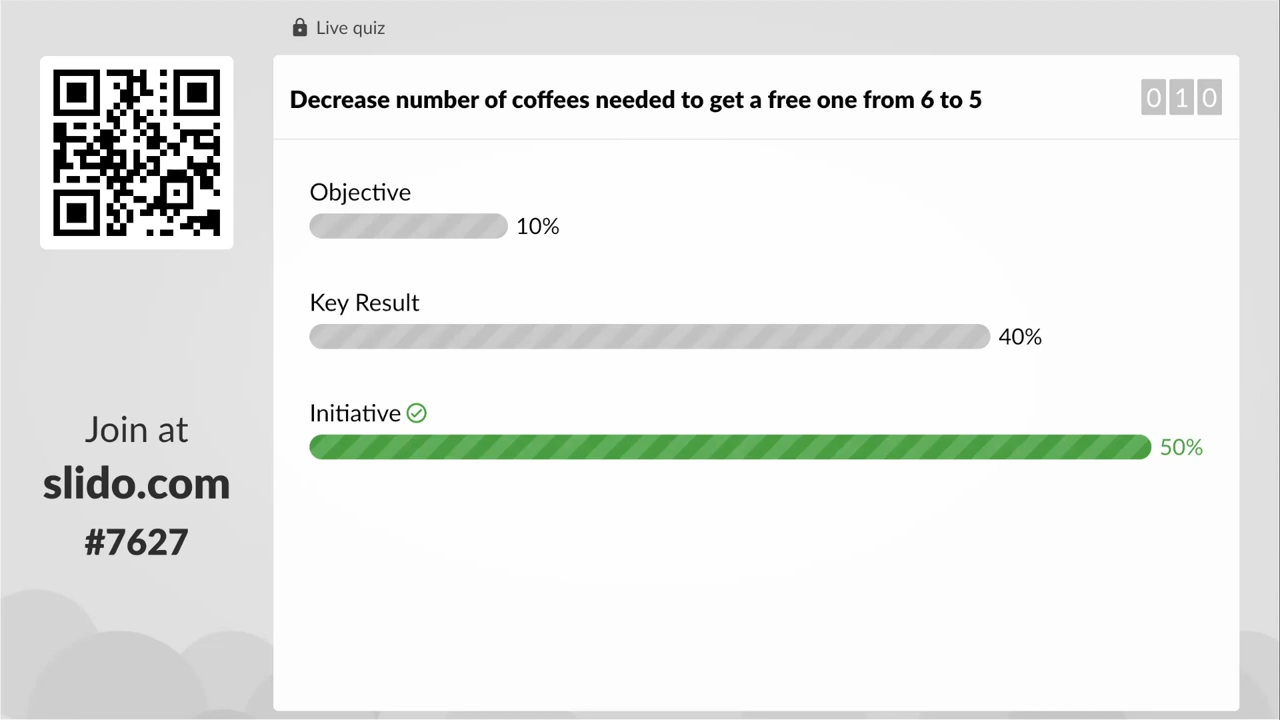 Live quiz
Decrease number of coffees needed to get a free one from 6 to 5
010
Objective
10%
Key Result
40%
Initiative
50%
Join at
slido.com
#7627